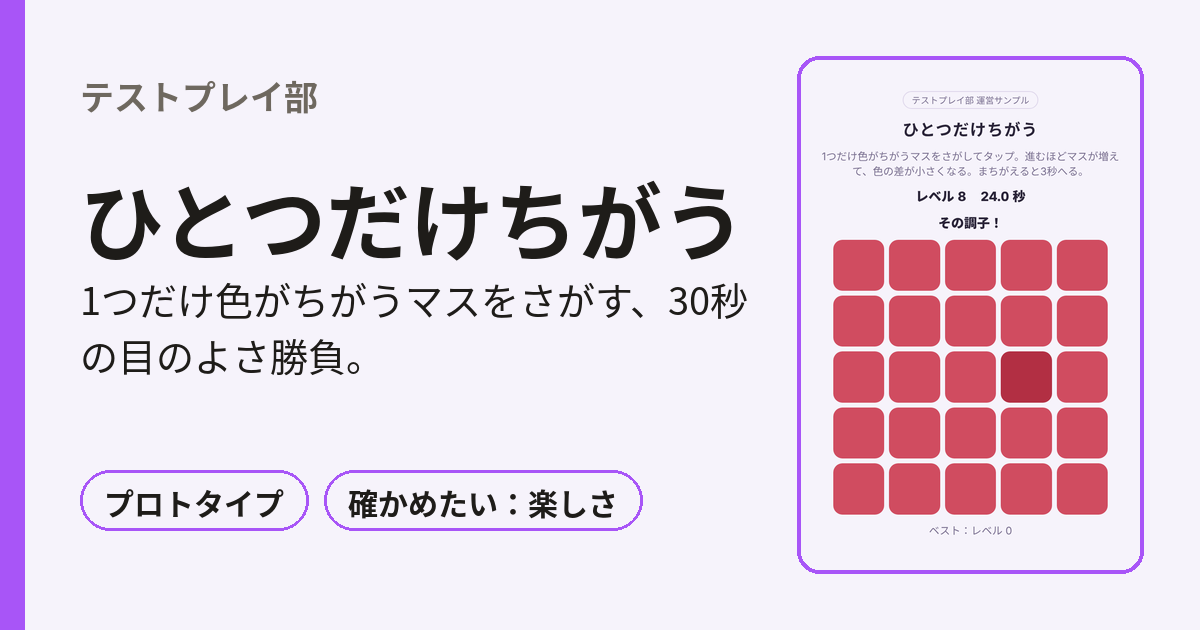 テストプレイ部
ひとつだけちがう
1つだけ色がちがうマスをさがす、30秒
の目のよさ勝負。
プロトタイプ
確かめたい：楽しさ
テストプレイ部 運営サンプル
ひとつだけちがう
1つだけ色がちがうマスをさがしてタップ。進むほどマスが増え
て、色の差が小さくなる。まちがえると3秒へる。
レベル 8 24.0 秒
その調子！
ベスト：レベル 0